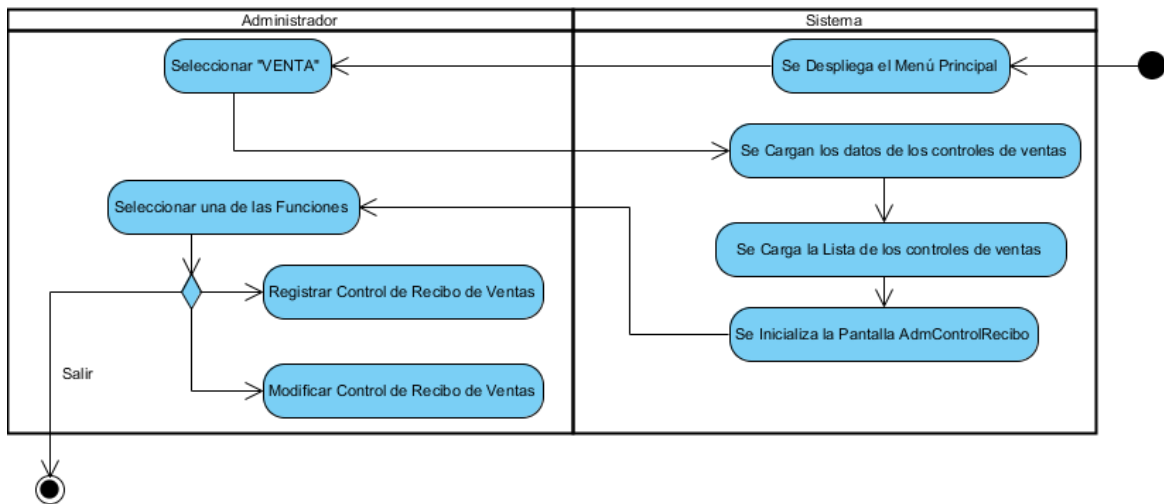 Administrador
Sistema
Seleccionar "VENTA"
Se Despliega el Menú Principal
Se Cargan los datos de los controles de ventas
Seleccionar una de las Funciones
Se Carga la Lista de los controles de ventas
Registrar Control de Recibo de Ventas
Se Inicializa la Pantalla AdmControlRecibo
Salir
Modificar Control de Recibo de Ventas